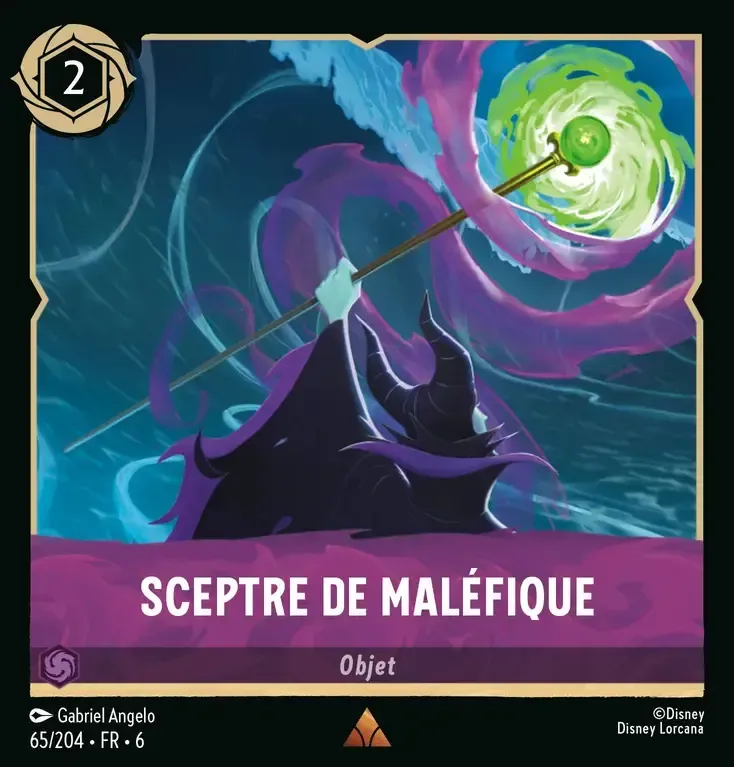 2
SCEPTRE DE MALÉFIQUE
Objet
Gabriel Angelo
©Disney
65/204 • FR • 6
Disney Lorcana